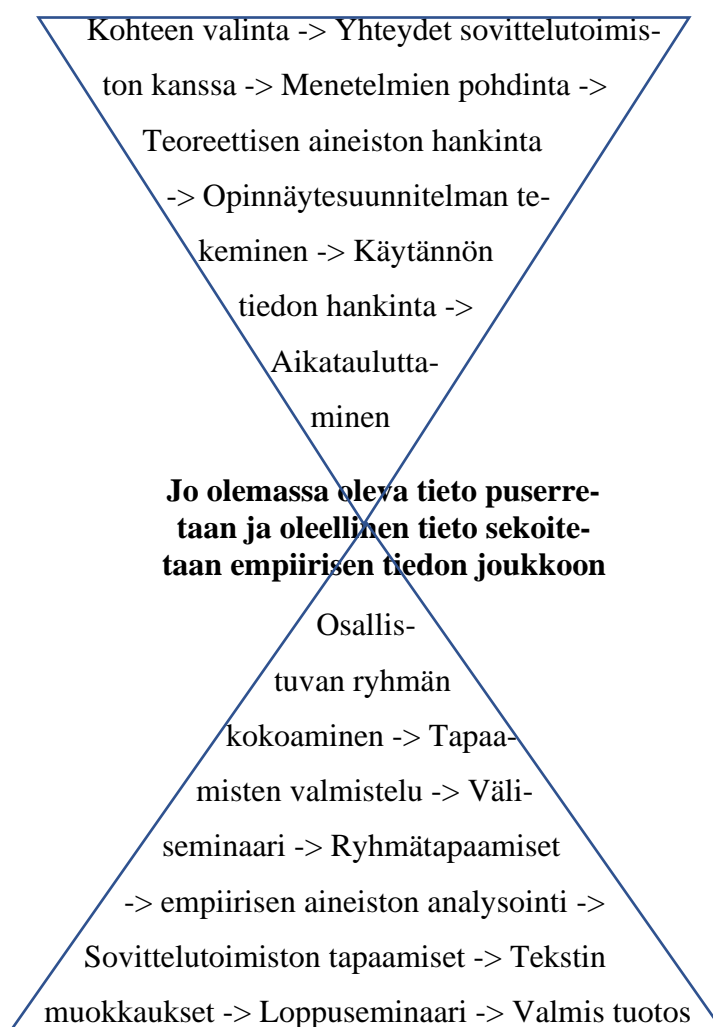 Kohteen valinta -> Yhteydet sovittelutoimis-
ton kanssa -> Menetelmien pohdinta ->
Teoreettisen aineiston hankinta
-> Opinnäytesuunnitelman te-
keminen -> Käytännön
tiedon hankinta ->
Aikataulutta-
minen
Jo olemassa oleva tieto puserre-
taan ja oleellinen tieto sekoite-
taan empiirisen tiedon joukkoon
Osallis-
tuvan ryhmän
kokoaminen -> Tapaa-
misten valmistelu -> Väli-
seminaari -> Ryhmätapaamiset
-> empiirisen aineiston analysointi ->
Sovittelutoimiston tapaamiset -> Tekstin
muokkaukset -> Loppuseminaari -> Valmis tuotos